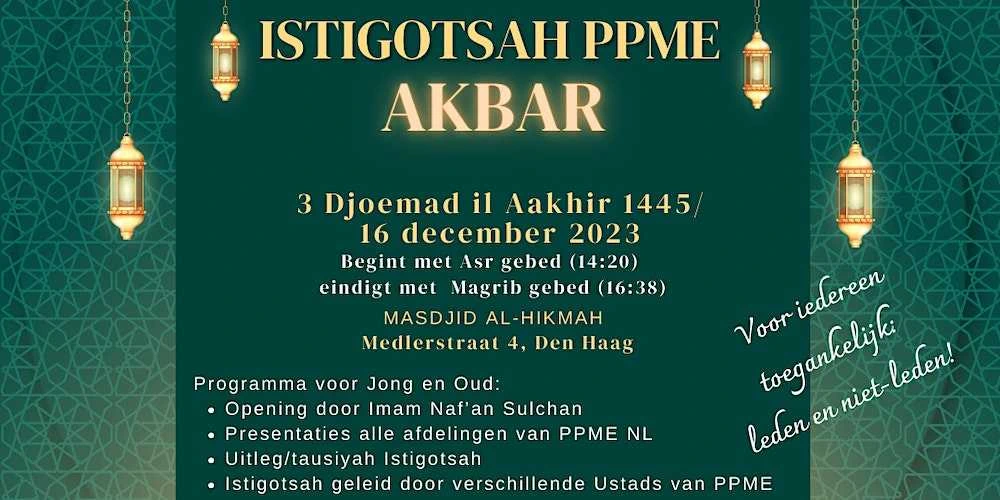 ISTIGOTSAH PPME
AKBAR
3 Djoemad il Aakhir 1445/
16 december 2023
Begint met Asr gebed (14:20)
eindigt met Magrib gebed (16:38)
MASDJID AL-HIKMAH
Medlerstraat 4, Den Haag
Voor iedereen
toegankelijk:
leden en niet-leden!
Programma voor Jong en Oud:
• Opening door Imam Naf'an Sulchan
• Presentaties alle afdelingen van PPME NL
• Uitleg/tausiyah Istigotsah
• Istigotsah geleid door verschillende Ustads van PPME